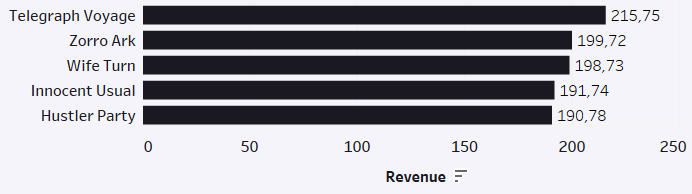 Telegraph Voyage 215,75
Zorro Ark 199,72
Wife Turn 198,73
Innocent Usual 191,74
Hustler Party 190,78
0 50 100 150 200 250
Revenue